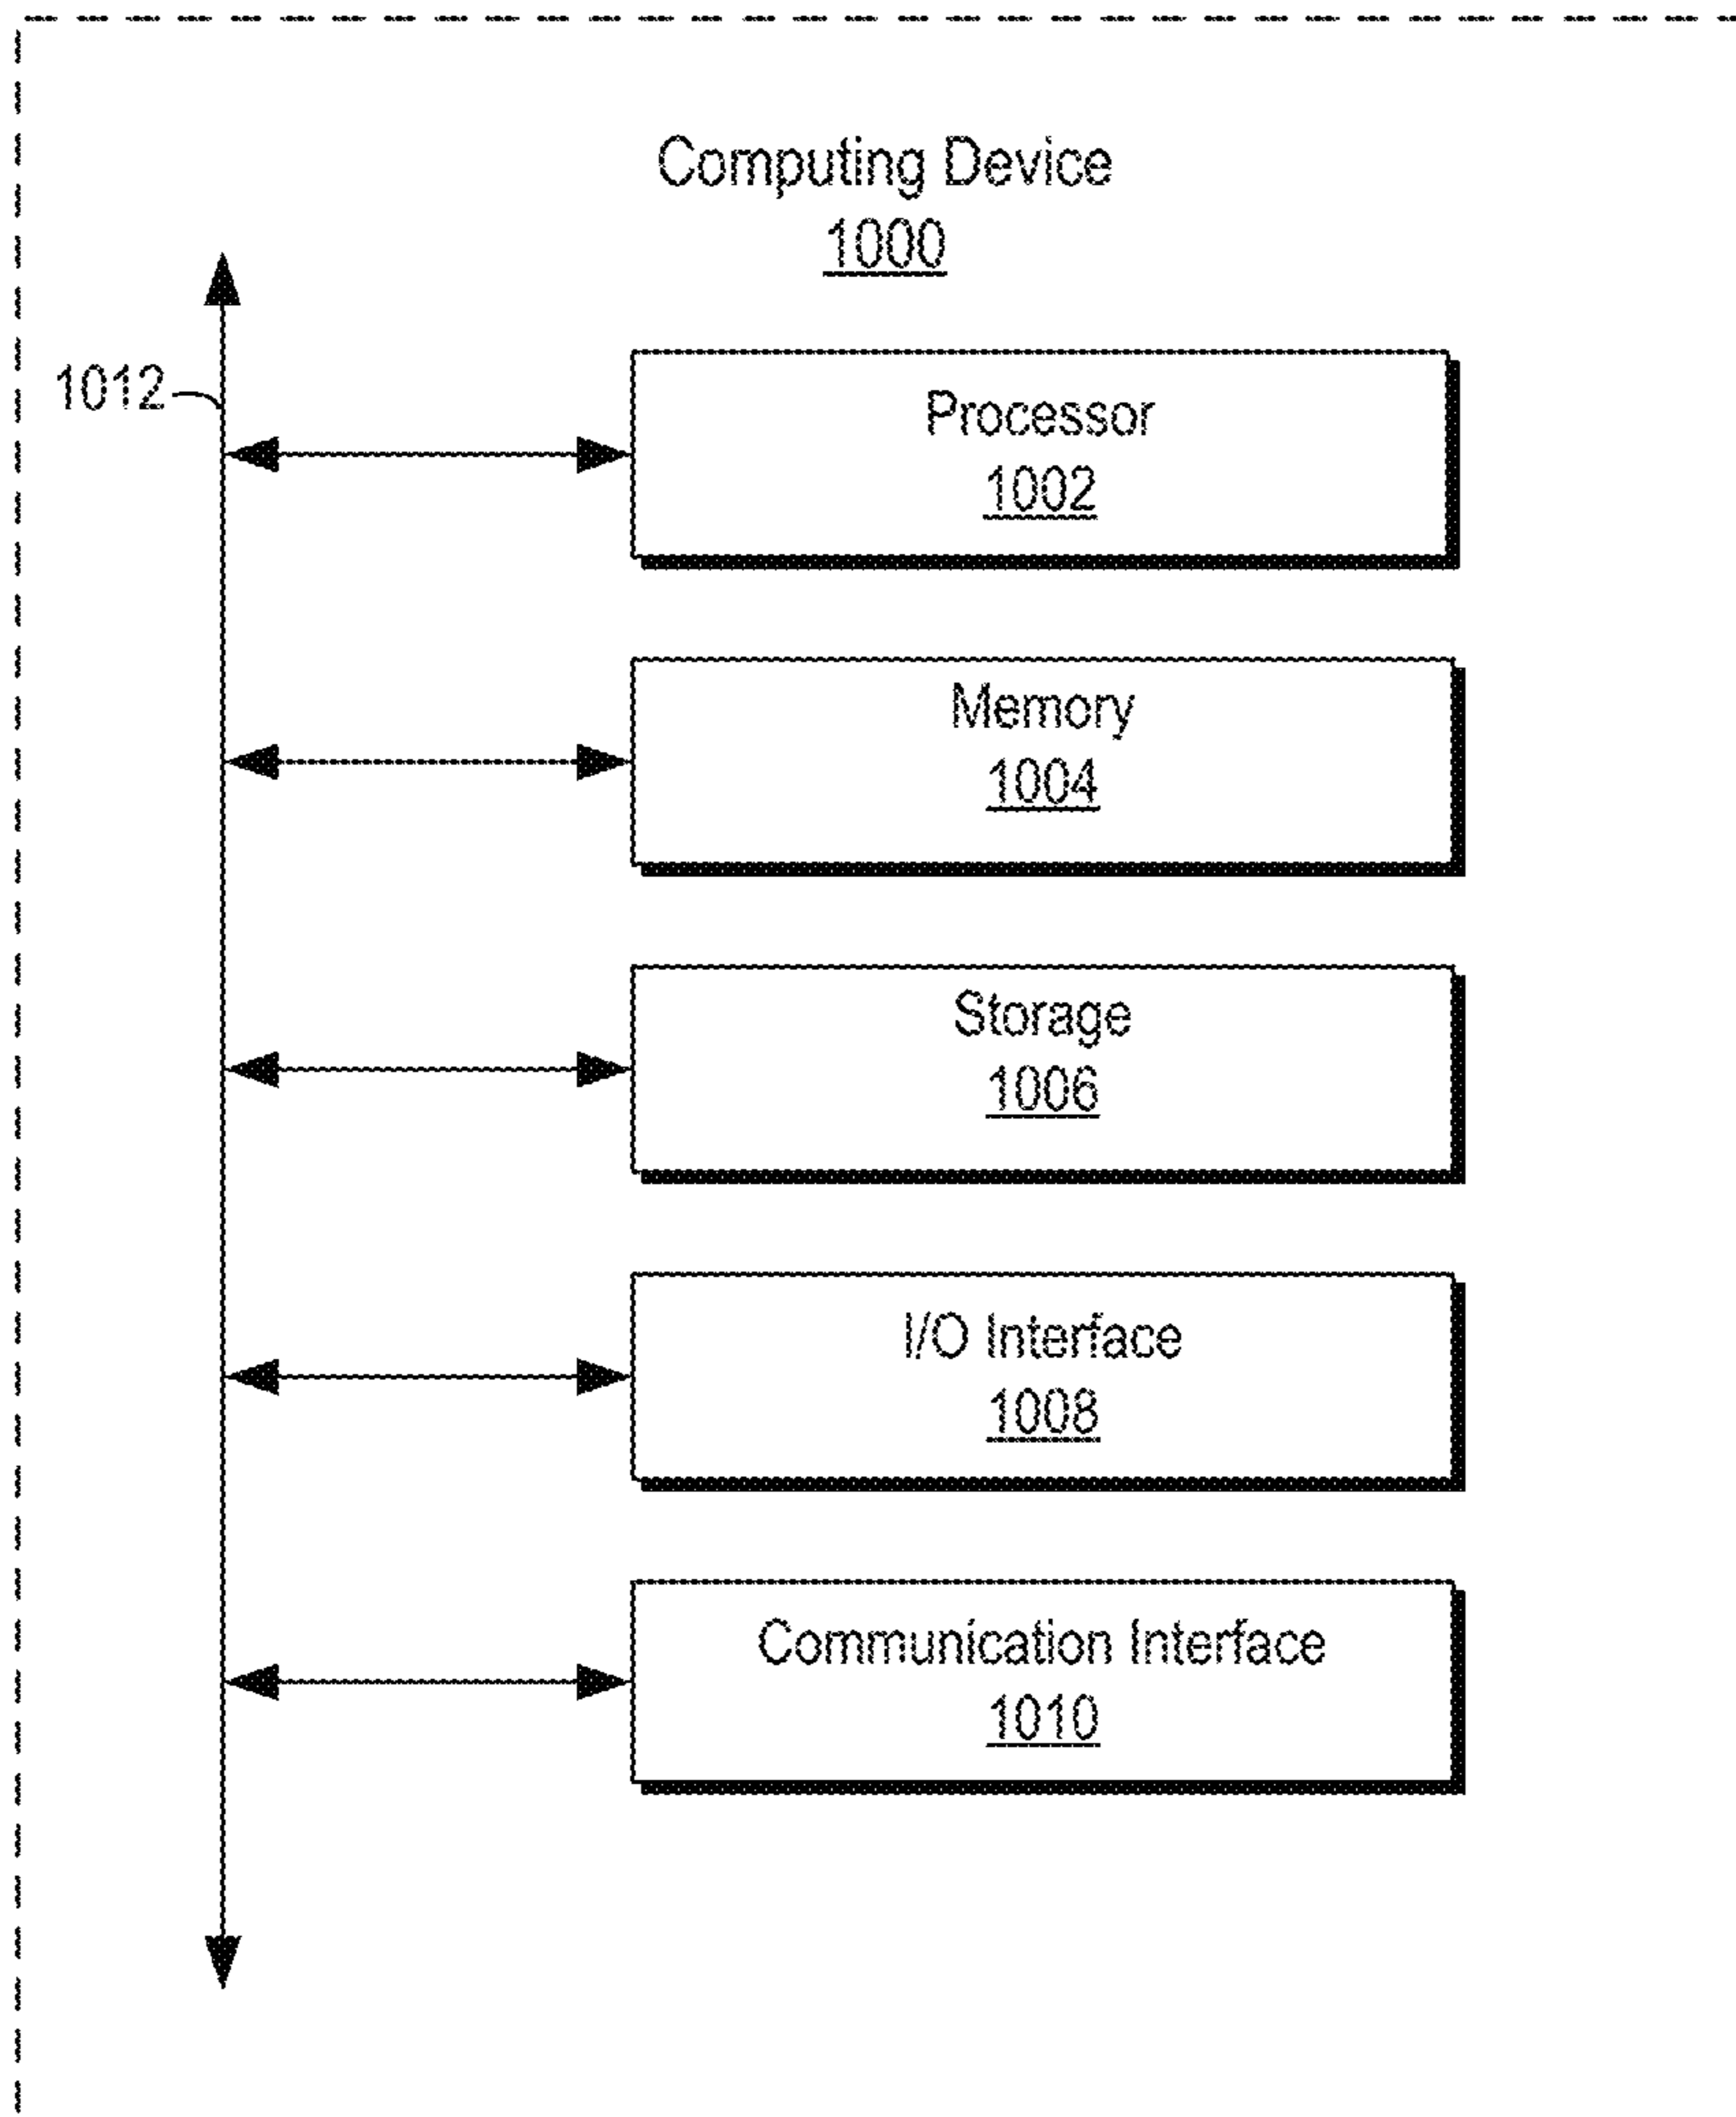 Computing Device
1000
1012
Processor
1002
Memory
1004
Storage
1006
I/O Interface
1008
Communication Interface
1010